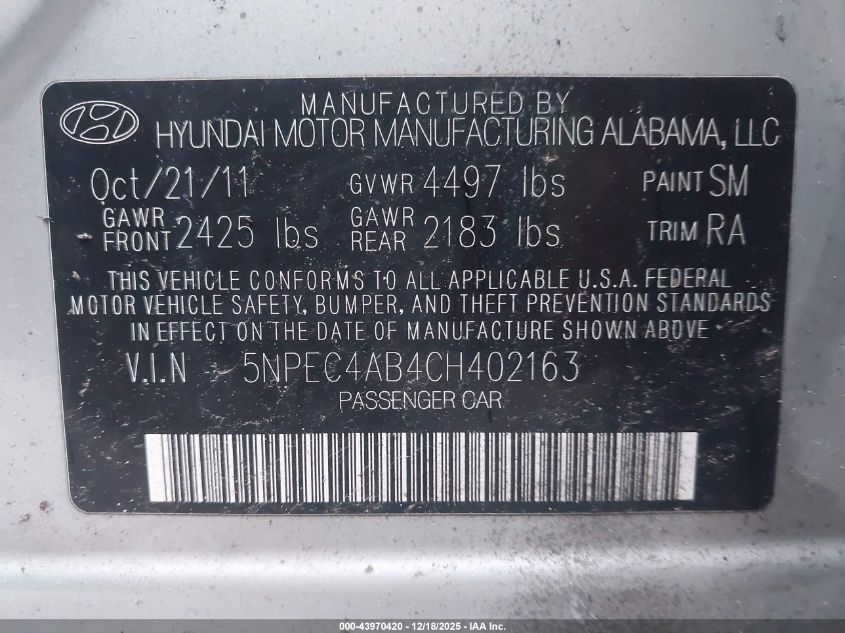 MANUFACTURED BY
HYUNDAI MOTOR MANUFACTURING ALABAMA, LLC
Oct/21/11 GVWR 4497 lbs PAINT SM
GAWR FRONT 2425 lbs GAWR REAR 2183 lbs TRIM RA
THIS VEHICLE CONFORMS TO ALL APPLICABLE U.S.A. FEDERAL
MOTOR VEHICLE SAFETY, BUMPER, AND THEFT PREVENTION STANDARDS
IN EFFECT ON THE DATE OF MANUFACTURE SHOWN ABOVE
V.I.N 5NPEC4AB4CH402163
PASSENGER CAR
000-43970420 - 12/18/2025 - IAA Inc.